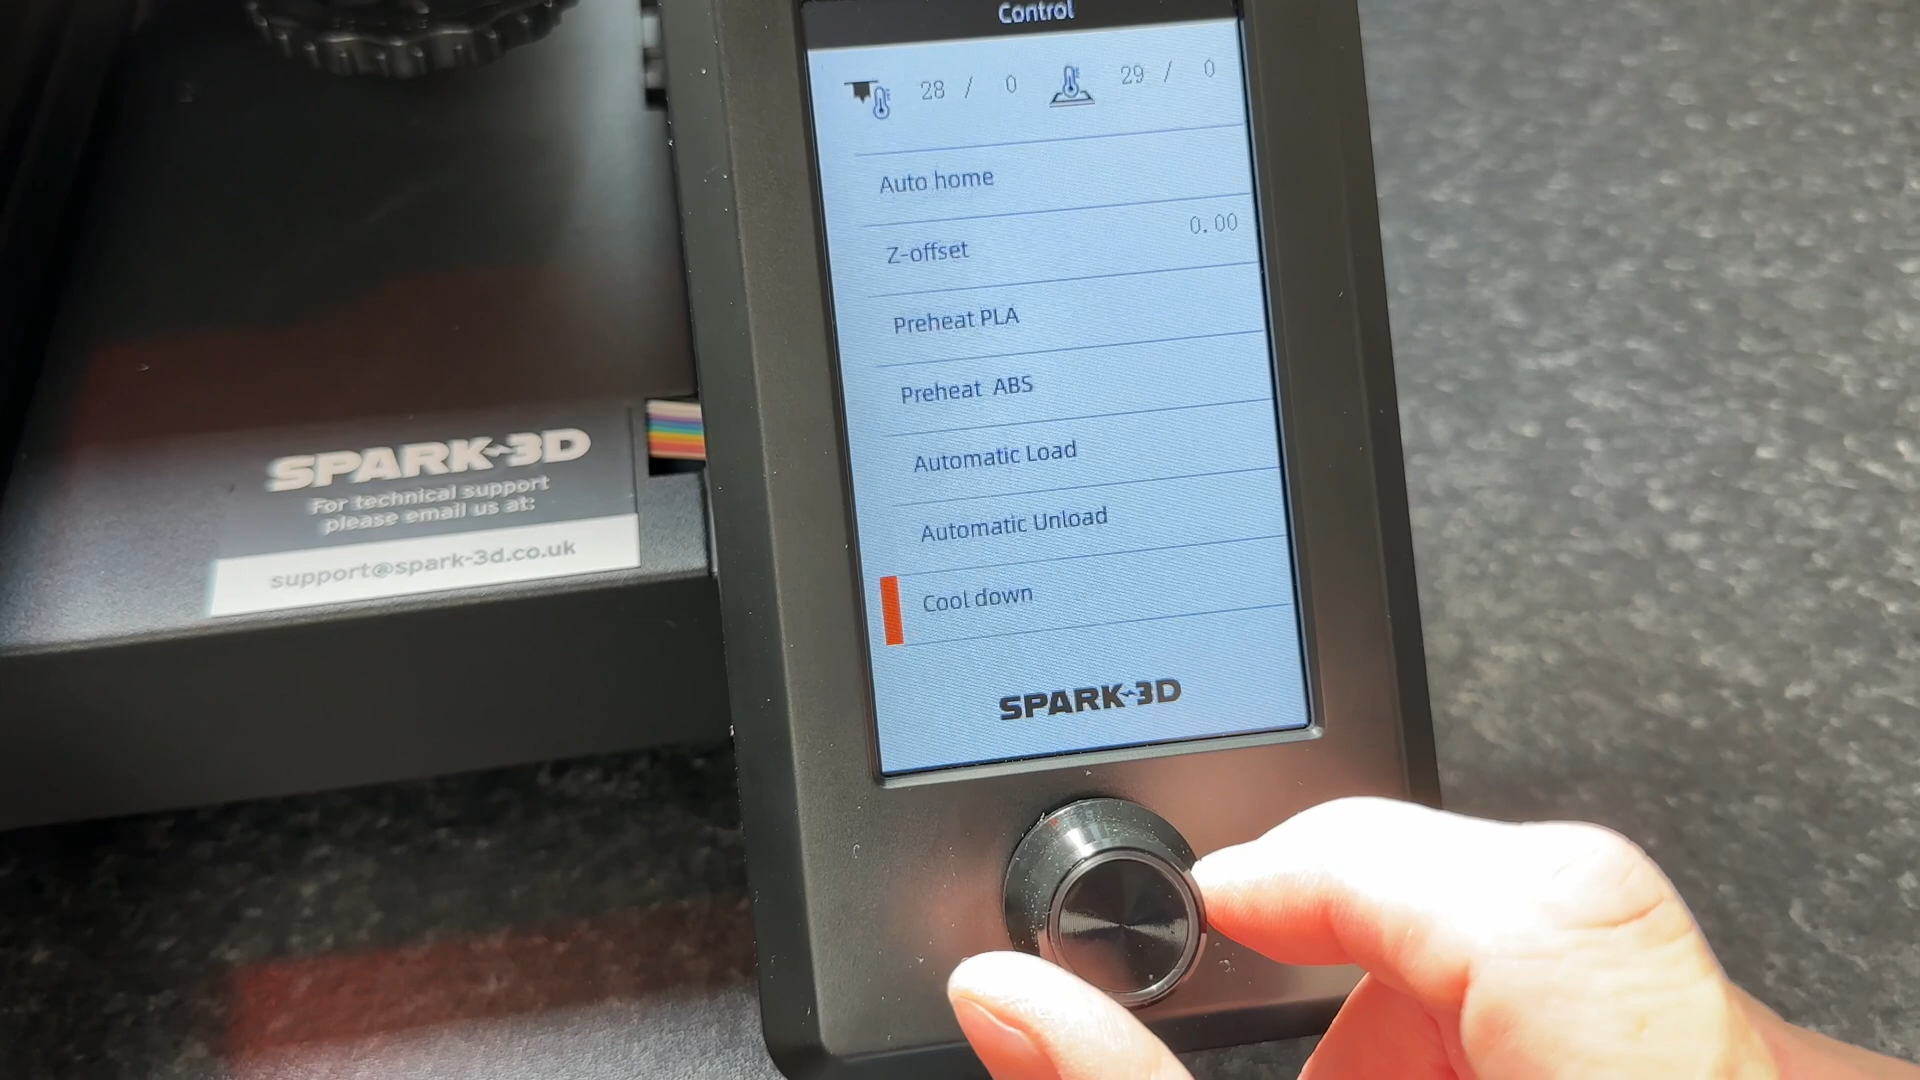 Control
28 / 0 29 / 0
Auto home
Z-offset 0.00
Preheat PLA
Preheat ABS
Automatic Load
Automatic Unload
Cool down
SPARK-3D
SPARK-3D
For technical support
please email us at:
support@spark-3d.co.uk